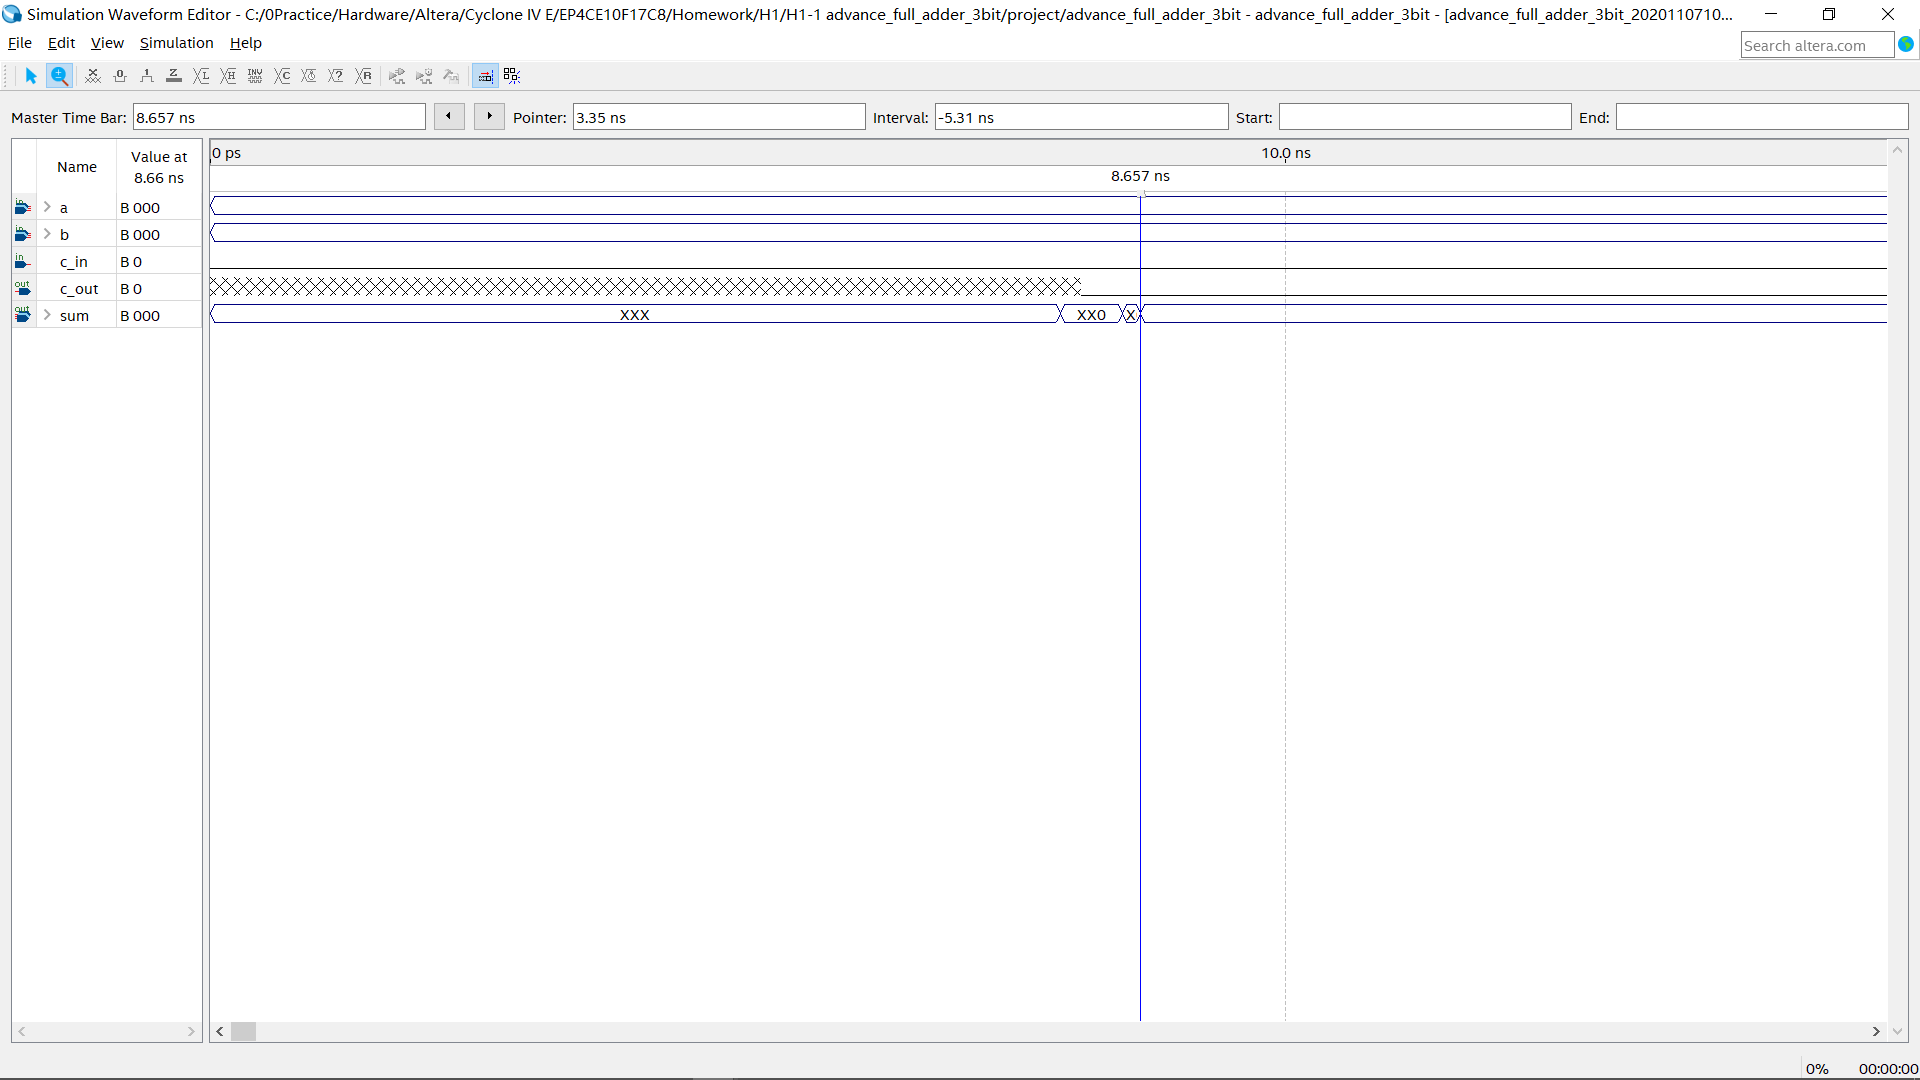 Simulation Waveform Editor - C:/0Practice/Hardware/Altera/Cyclone IV E/EP4CE10F17C8/Homework/H1/H1-1 advance_full_adder_3bit/project/advance_full_adder_3bit - advance_full_adder_3bit - [advance_full_adder_3bit_2020110710...
File Edit View Simulation Help
Search altera.com
Master Time Bar: 8.657 ns Pointer: 3.35 ns Interval: -5.31 ns Start: End:
Name
Value at
8.66 ns
0 ps 10.0 ns
8.657 ns
a B 000
b B 000
c_in B 0
c_out B 0
sum B 000 XXX XX0 X
0% 00:00:00